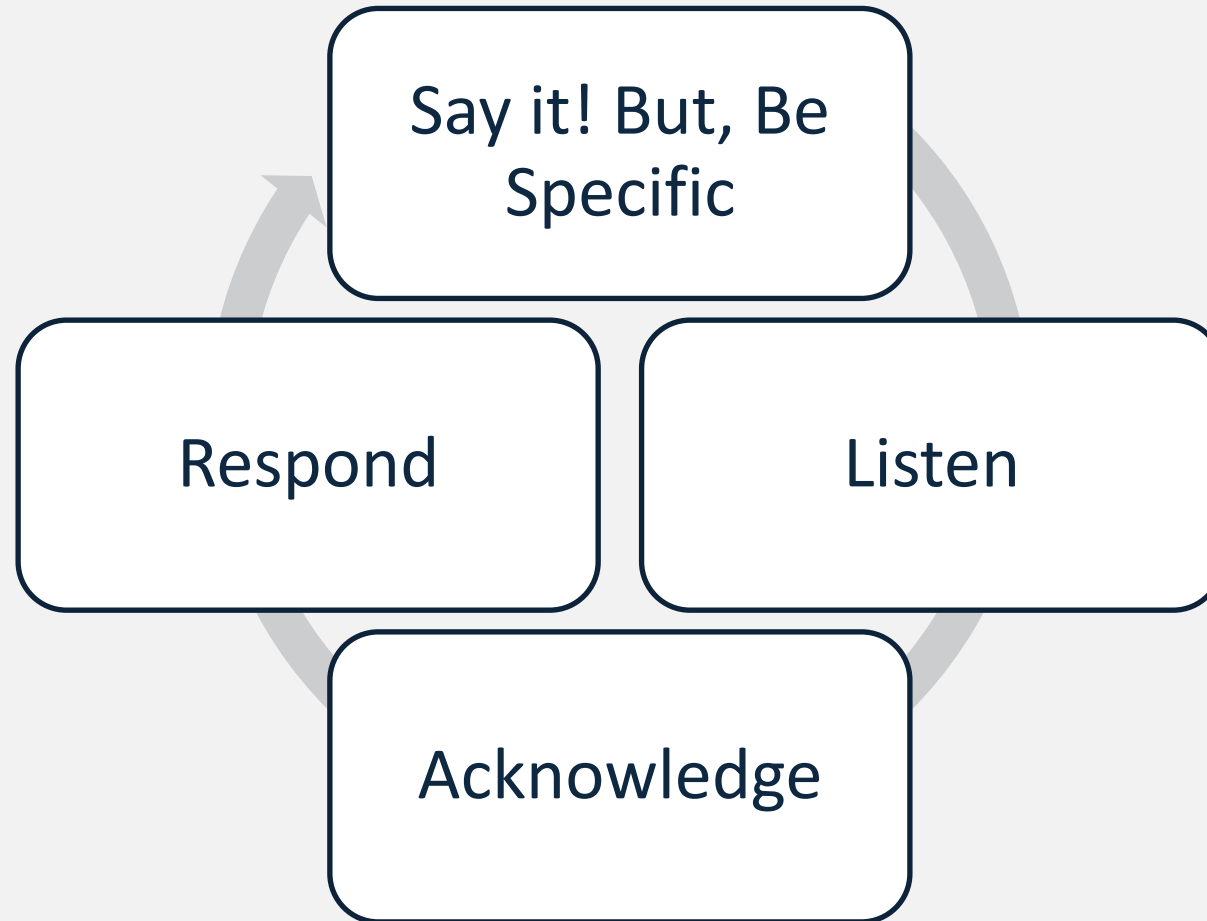 Say it! But, Be
Specific
Respond
Listen
Acknowledge